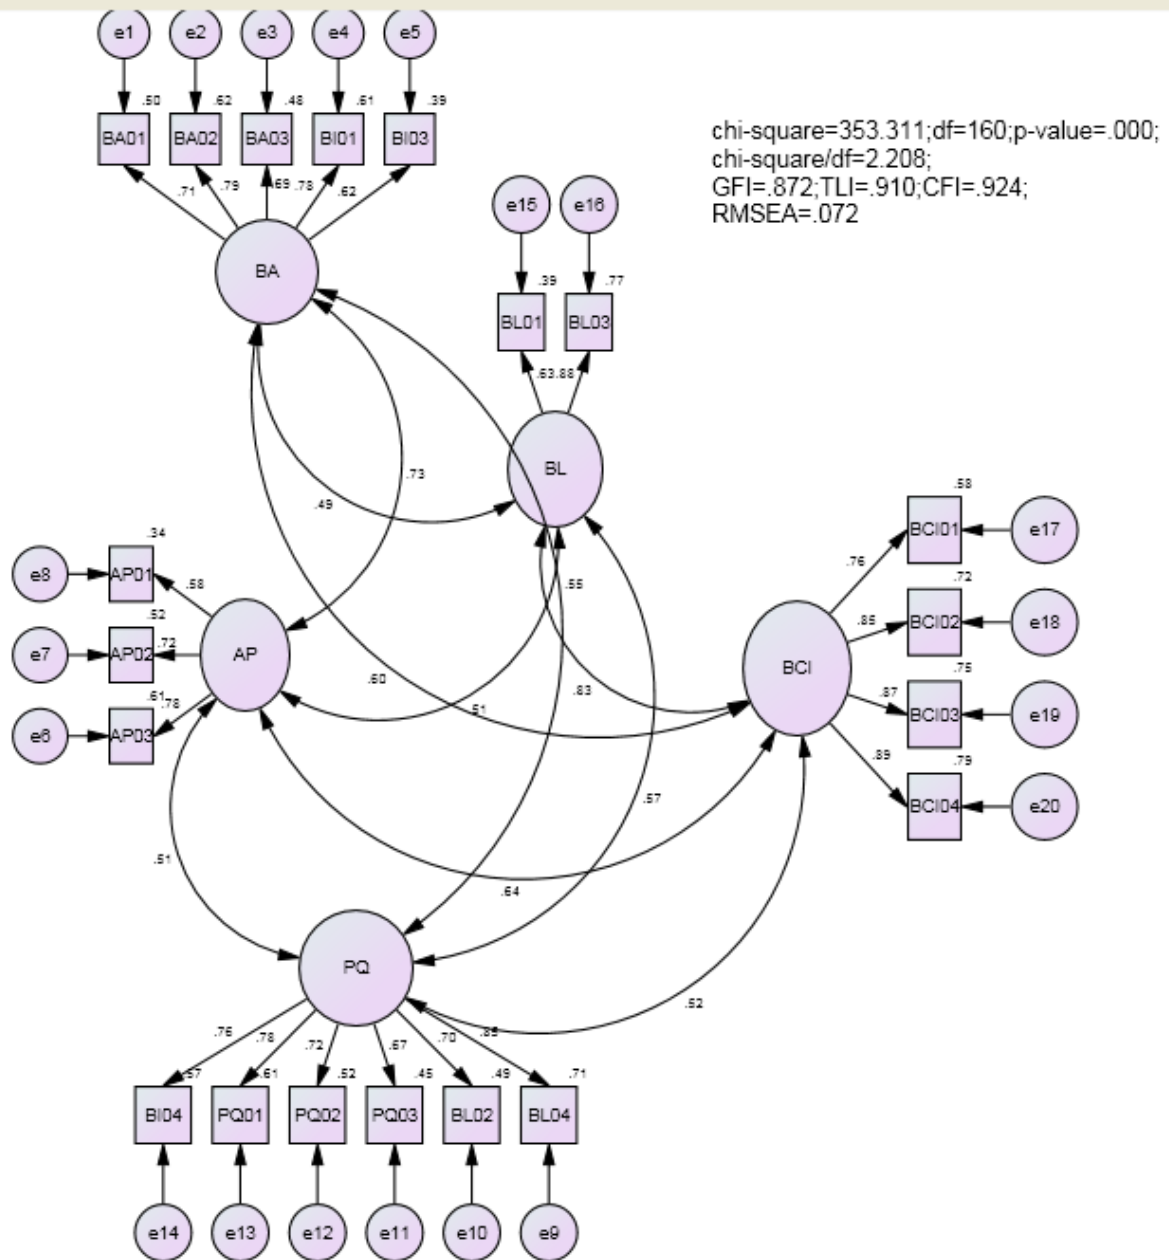 e1 e2 e3 e4 e5
.50 .62 .48 .61 .39
BA01 BA02 BA03 BI01 BI03
.71 .79 .69 .78 .62
BA
chi-square=353.311;df=160;p-value=.000;
chi-square/df=2.208;
GFI=.872;TLI=.910;CFI=.924;
RMSEA=.072
e15 e16
.39 .77
BL01 BL03
.63 .88
BL
.73
.49
.58
BCI01 e17
.76
.34
e8 AP01
.58
.55
.72
.85 BCI02 e18
.52
e7 AP02 .72 AP
BCI
.60 .83
.51
.75
.61 .78
.87 BCI03 e19
e6 AP03
.89 .79
BCI04 e20
.57
.51
.64
PQ
.52
.76 .78 .72 .67 .70 .85
.57 .61 .52 .45 .49 .71
BI04 PQ01 PQ02 PQ03 BL02 BL04
e14 e13 e12 e11 e10 e9